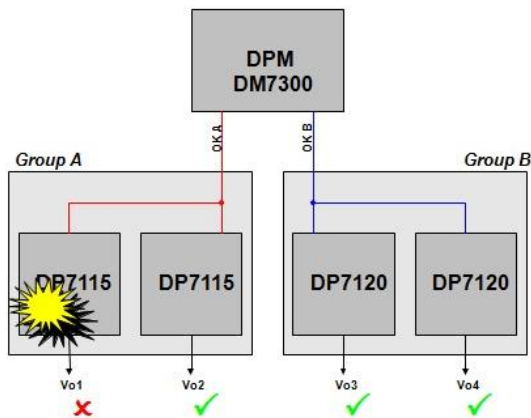 DPM
DM7300
OK A
OK B
Group A
Group B
DP7115
DP7115
DP7120
DP7120
Vo1
Vo2
Vo3
Vo4